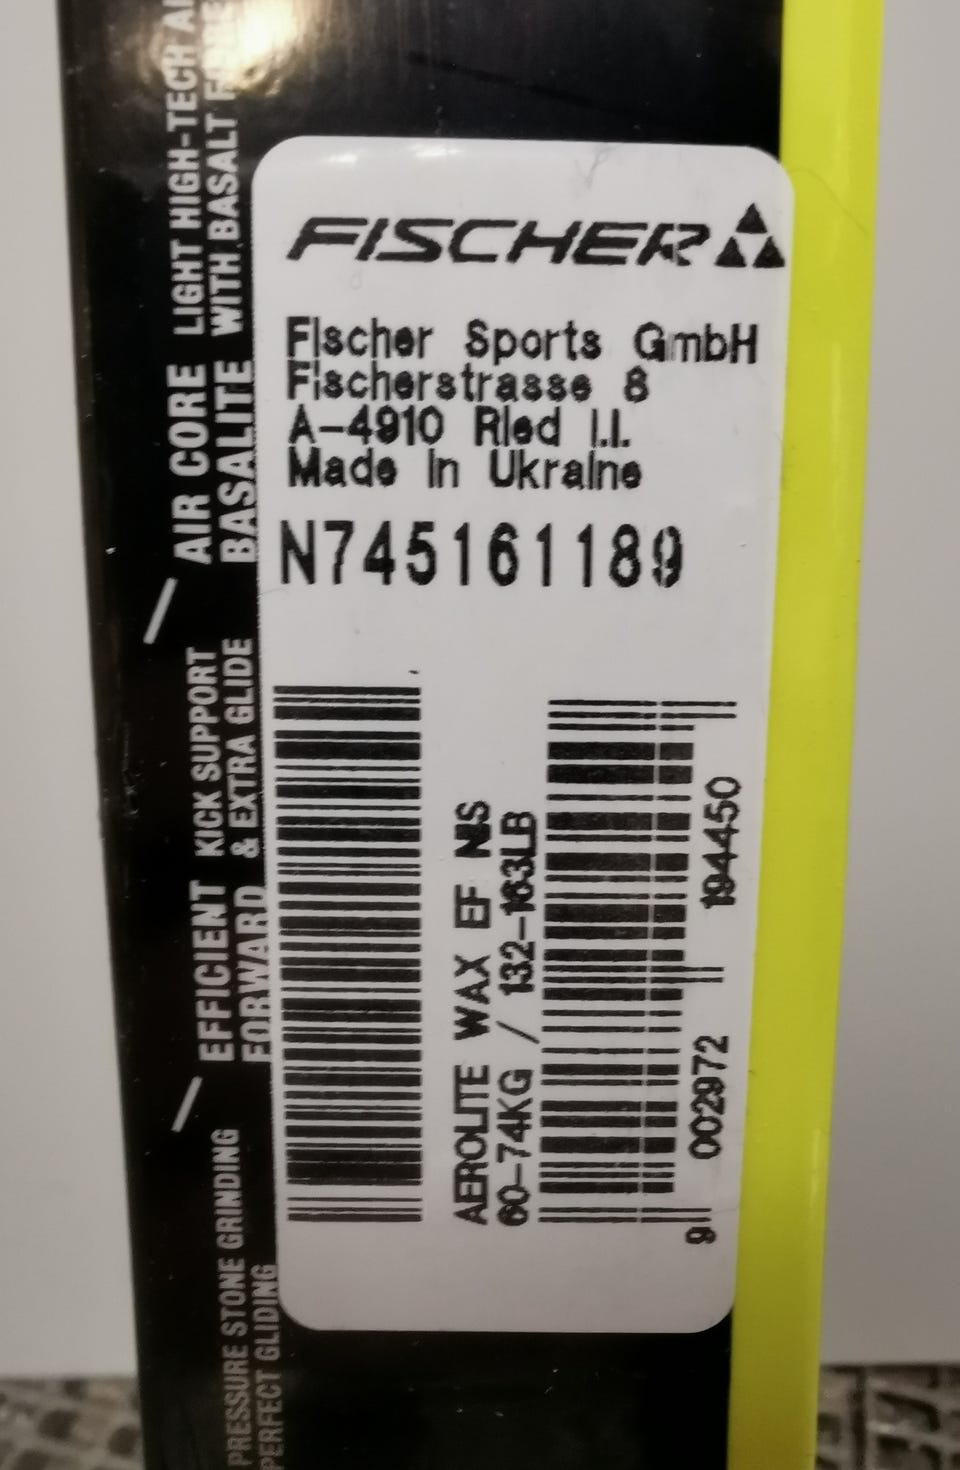 FISCHER
Fischer Sports GmbH
Fischerstrasse 8
A-4910 Ried I.I.
Made in Ukraine
N745161189
AEROLITE WAX EF NIS
60-74KG / 132-163LB
9 002972 194450
PRESSURE STONE GRINDING
PERFECT GLIDING
EFFICIENT KICK SUPPORT
FORWARD & EXTRA GLIDE
AIR CORE LIGHT HIGH-TECH
BASALITE WITH BASALT